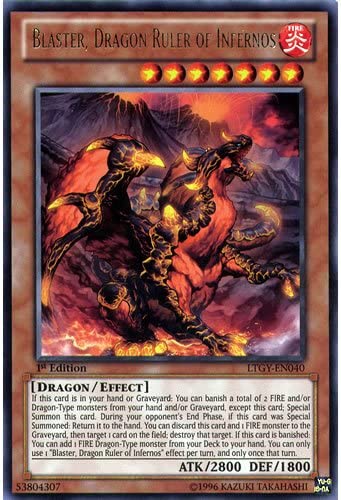 BLASTER, DRAGON RULER OF INFERNOS
FIRE
炎
1st Edition
LTGY-EN040
[DRAGON / EFFECT]
If this card is in your hand or Graveyard: You can banish a total of 2 FIRE and/
or Dragon-Type monsters from your hand and/or Graveyard, except this card; Special
Summon this card. During your opponent's End Phase, if this card was Special
Summoned: Return it to the hand. You can discard this card and 1 FIRE monster to
the Graveyard, then target 1 card on the field; destroy that target. If this card is banished:
You can add 1 FIRE Dragon-Type monster from your Deck to your hand. You can only
use 1 "Blaster, Dragon Ruler of Infernos" effect per turn, and only once that turn.
ATK/2800 DEF/1800
53804307
©1996 KAZUKI TAKAHASHI